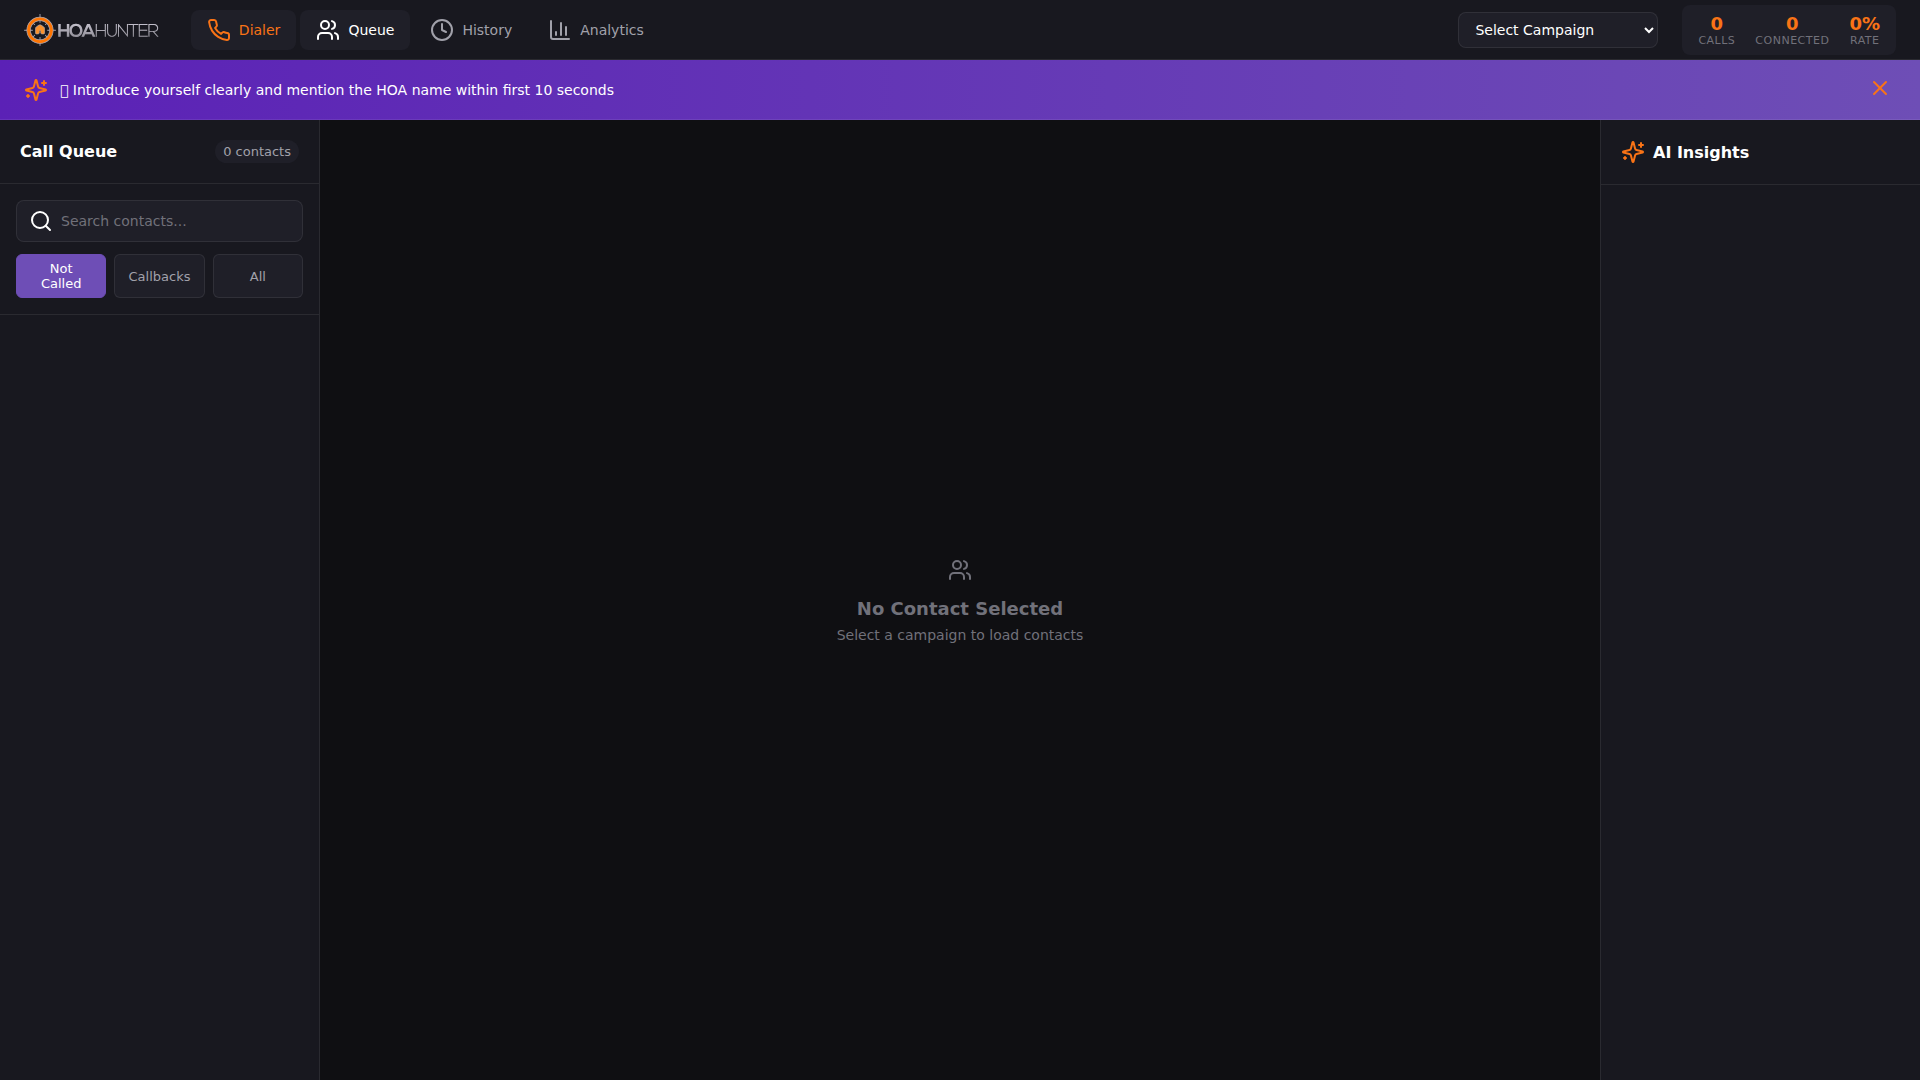 HOAHUNTER
Dialer
Queue
History
Analytics
Select Campaign
0
CALLS
0
CONNECTED
0%
RATE
Introduce yourself clearly and mention the HOA name within first 10 seconds
Call Queue
0 contacts
Search contacts...
Not
Called
Callbacks
All
No Contact Selected
Select a campaign to load contacts
AI Insights